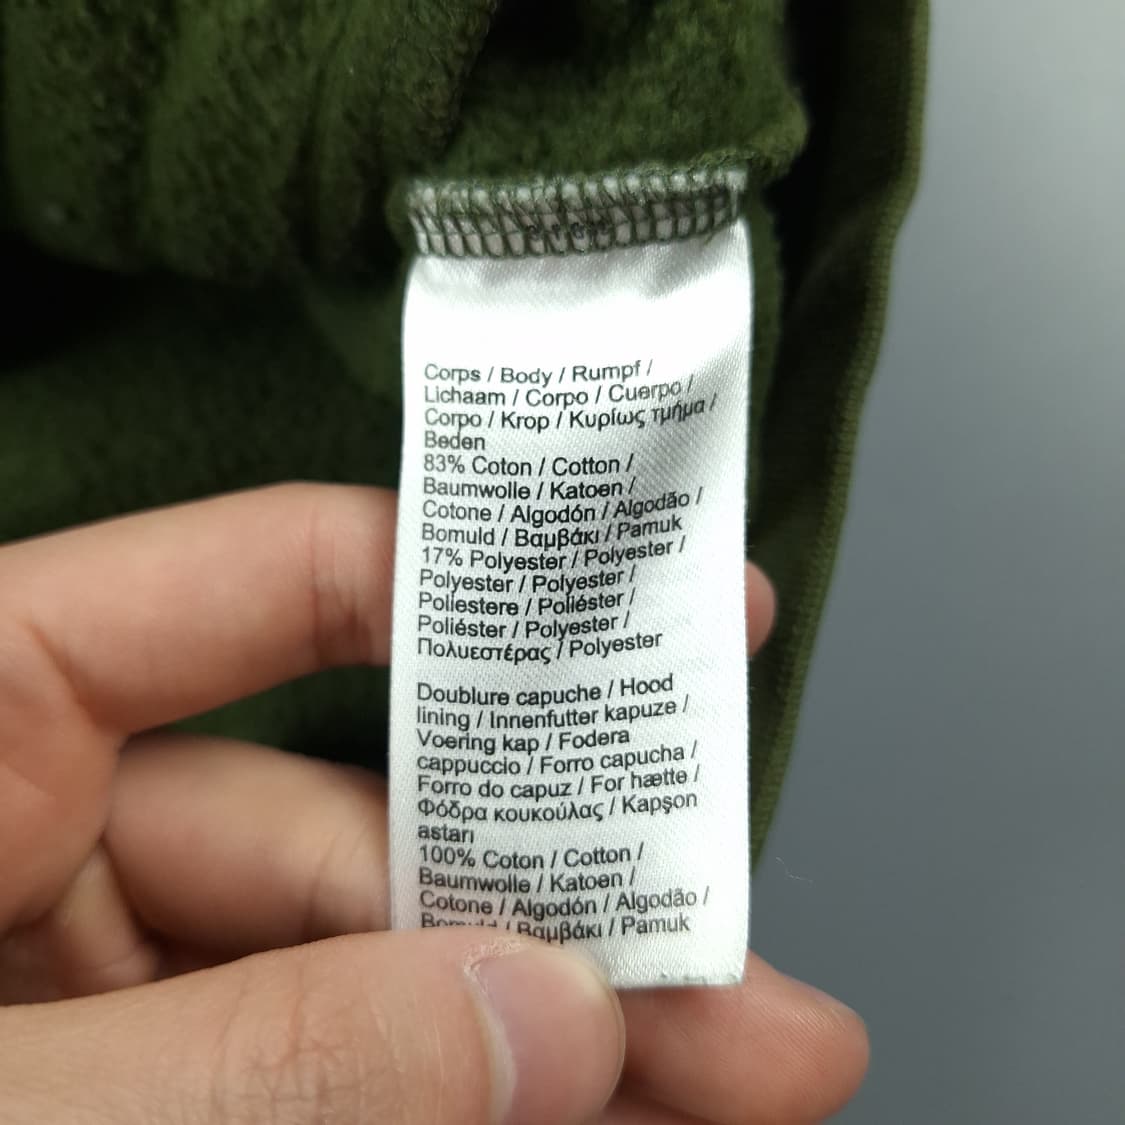 Corps / Body / Rumpf /
Lichaam / Corpo / Cuerpo /
Corpo / Krop / Κυρίως τμήμα /
Beden
83% Coton / Cotton /
Baumwolle / Katoen /
Cotone / Algodón / Algodão /
Bomuld / Βαμβάκι / Pamuk
17% Polyester / Polyester /
Polyester / Polyester /
Poliestere / Poliéster /
Poliéster / Polyester /
Πολυεστέρας / Polyester
Doublure capuche / Hood
lining / Innenfutter kapuze /
Voering kap / Fodera
cappuccio / Forro capucha /
Forro do capuz / For hætte /
Φόδρα κουκούλας / Kapşon
astarı
100% Coton / Cotton /
Baumwolle / Katoen /
Cotone / Algodón / Algodão /
/ Βαμβάκι / Pamuk